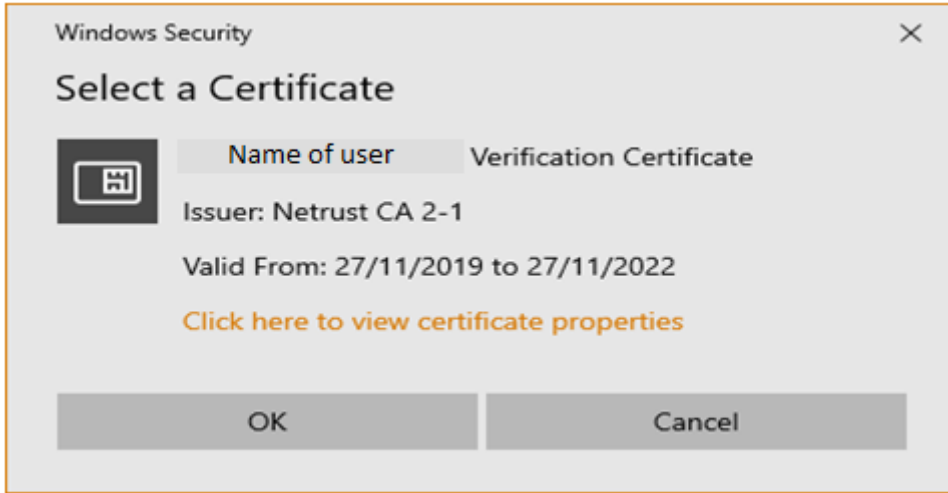 Windows Security
Select a Certificate
Name of user Verification Certificate
Issuer: Netrust CA 2-1
Valid From: 27/11/2019 to 27/11/2022
Click here to view certificate properties
OK Cancel